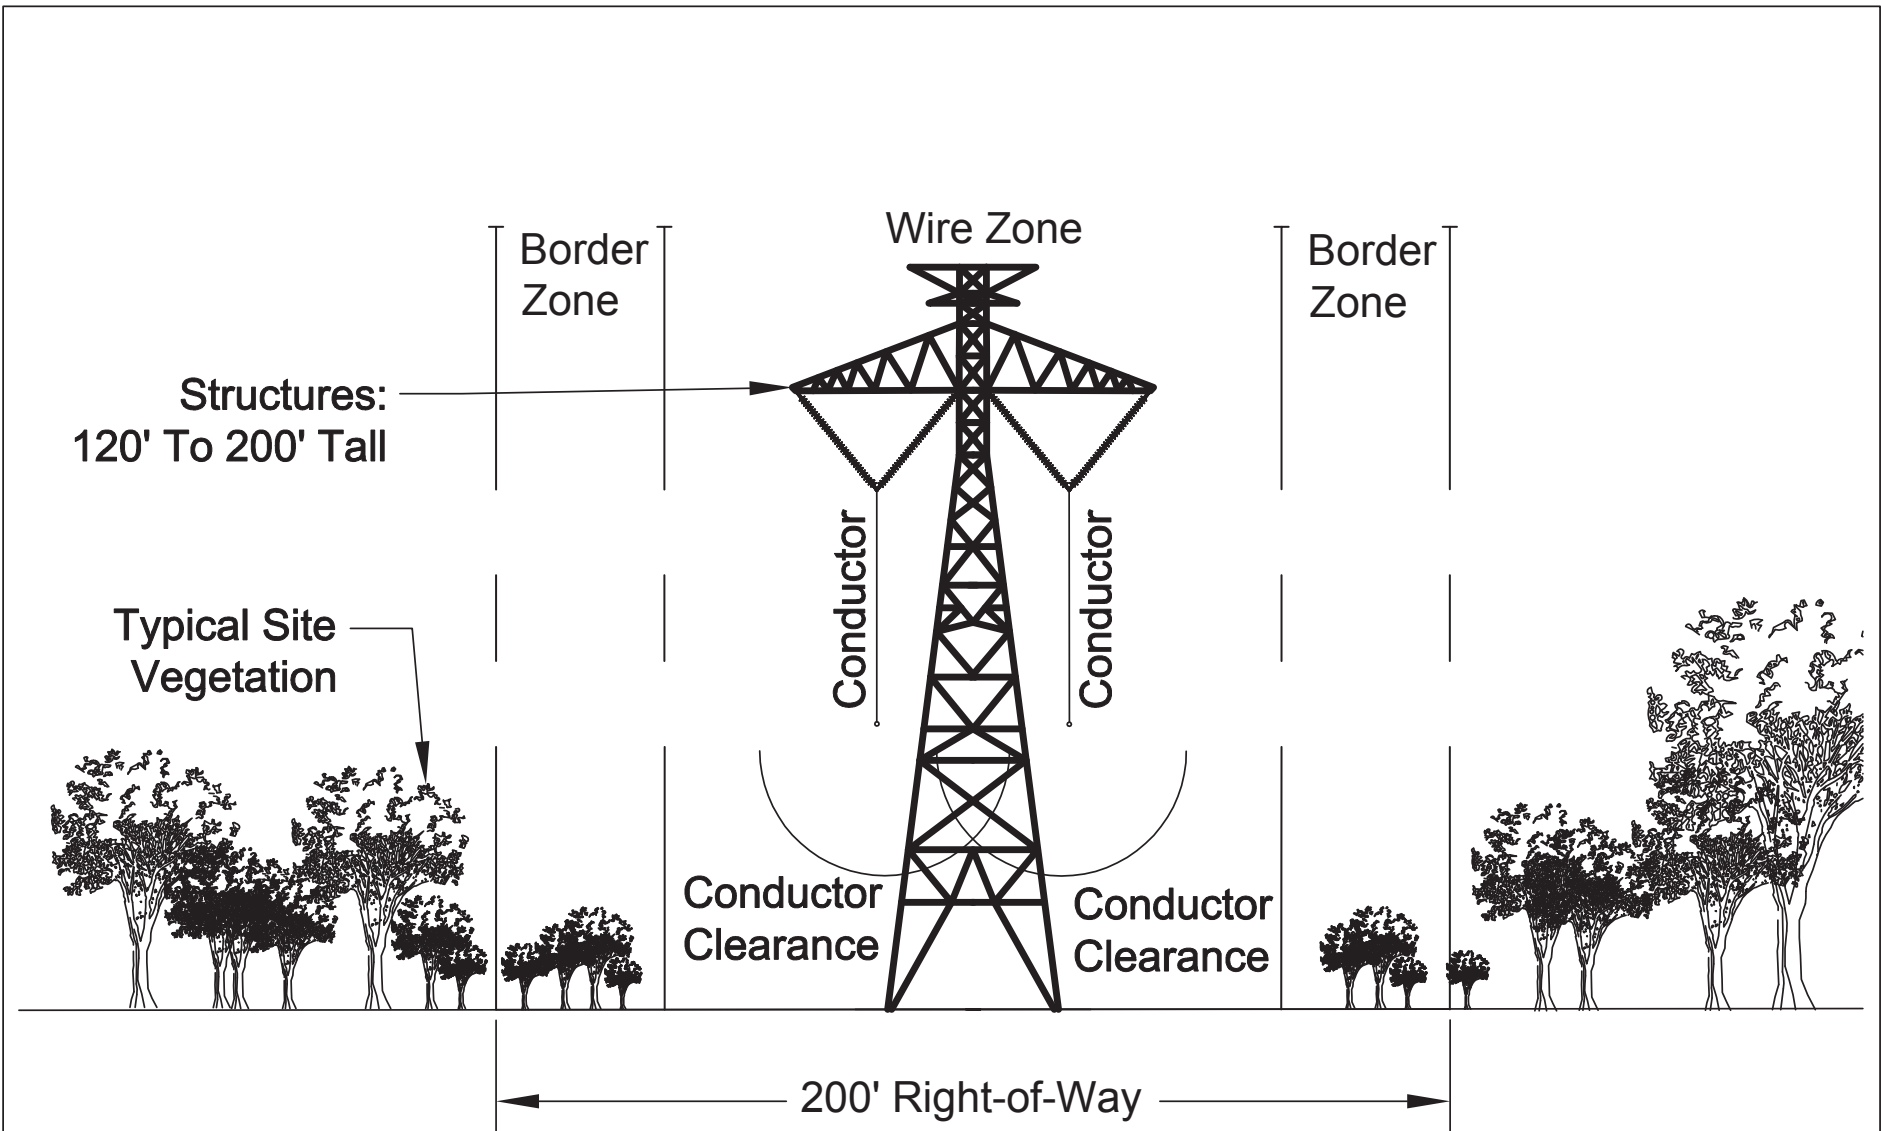 Wire Zone
Border
Zone
Border
Zone
Structures:
120' To 200' Tall
Conductor
Conductor
Typical Site
Vegetation
Conductor
Clearance
Conductor
Clearance
200' Right-of-Way